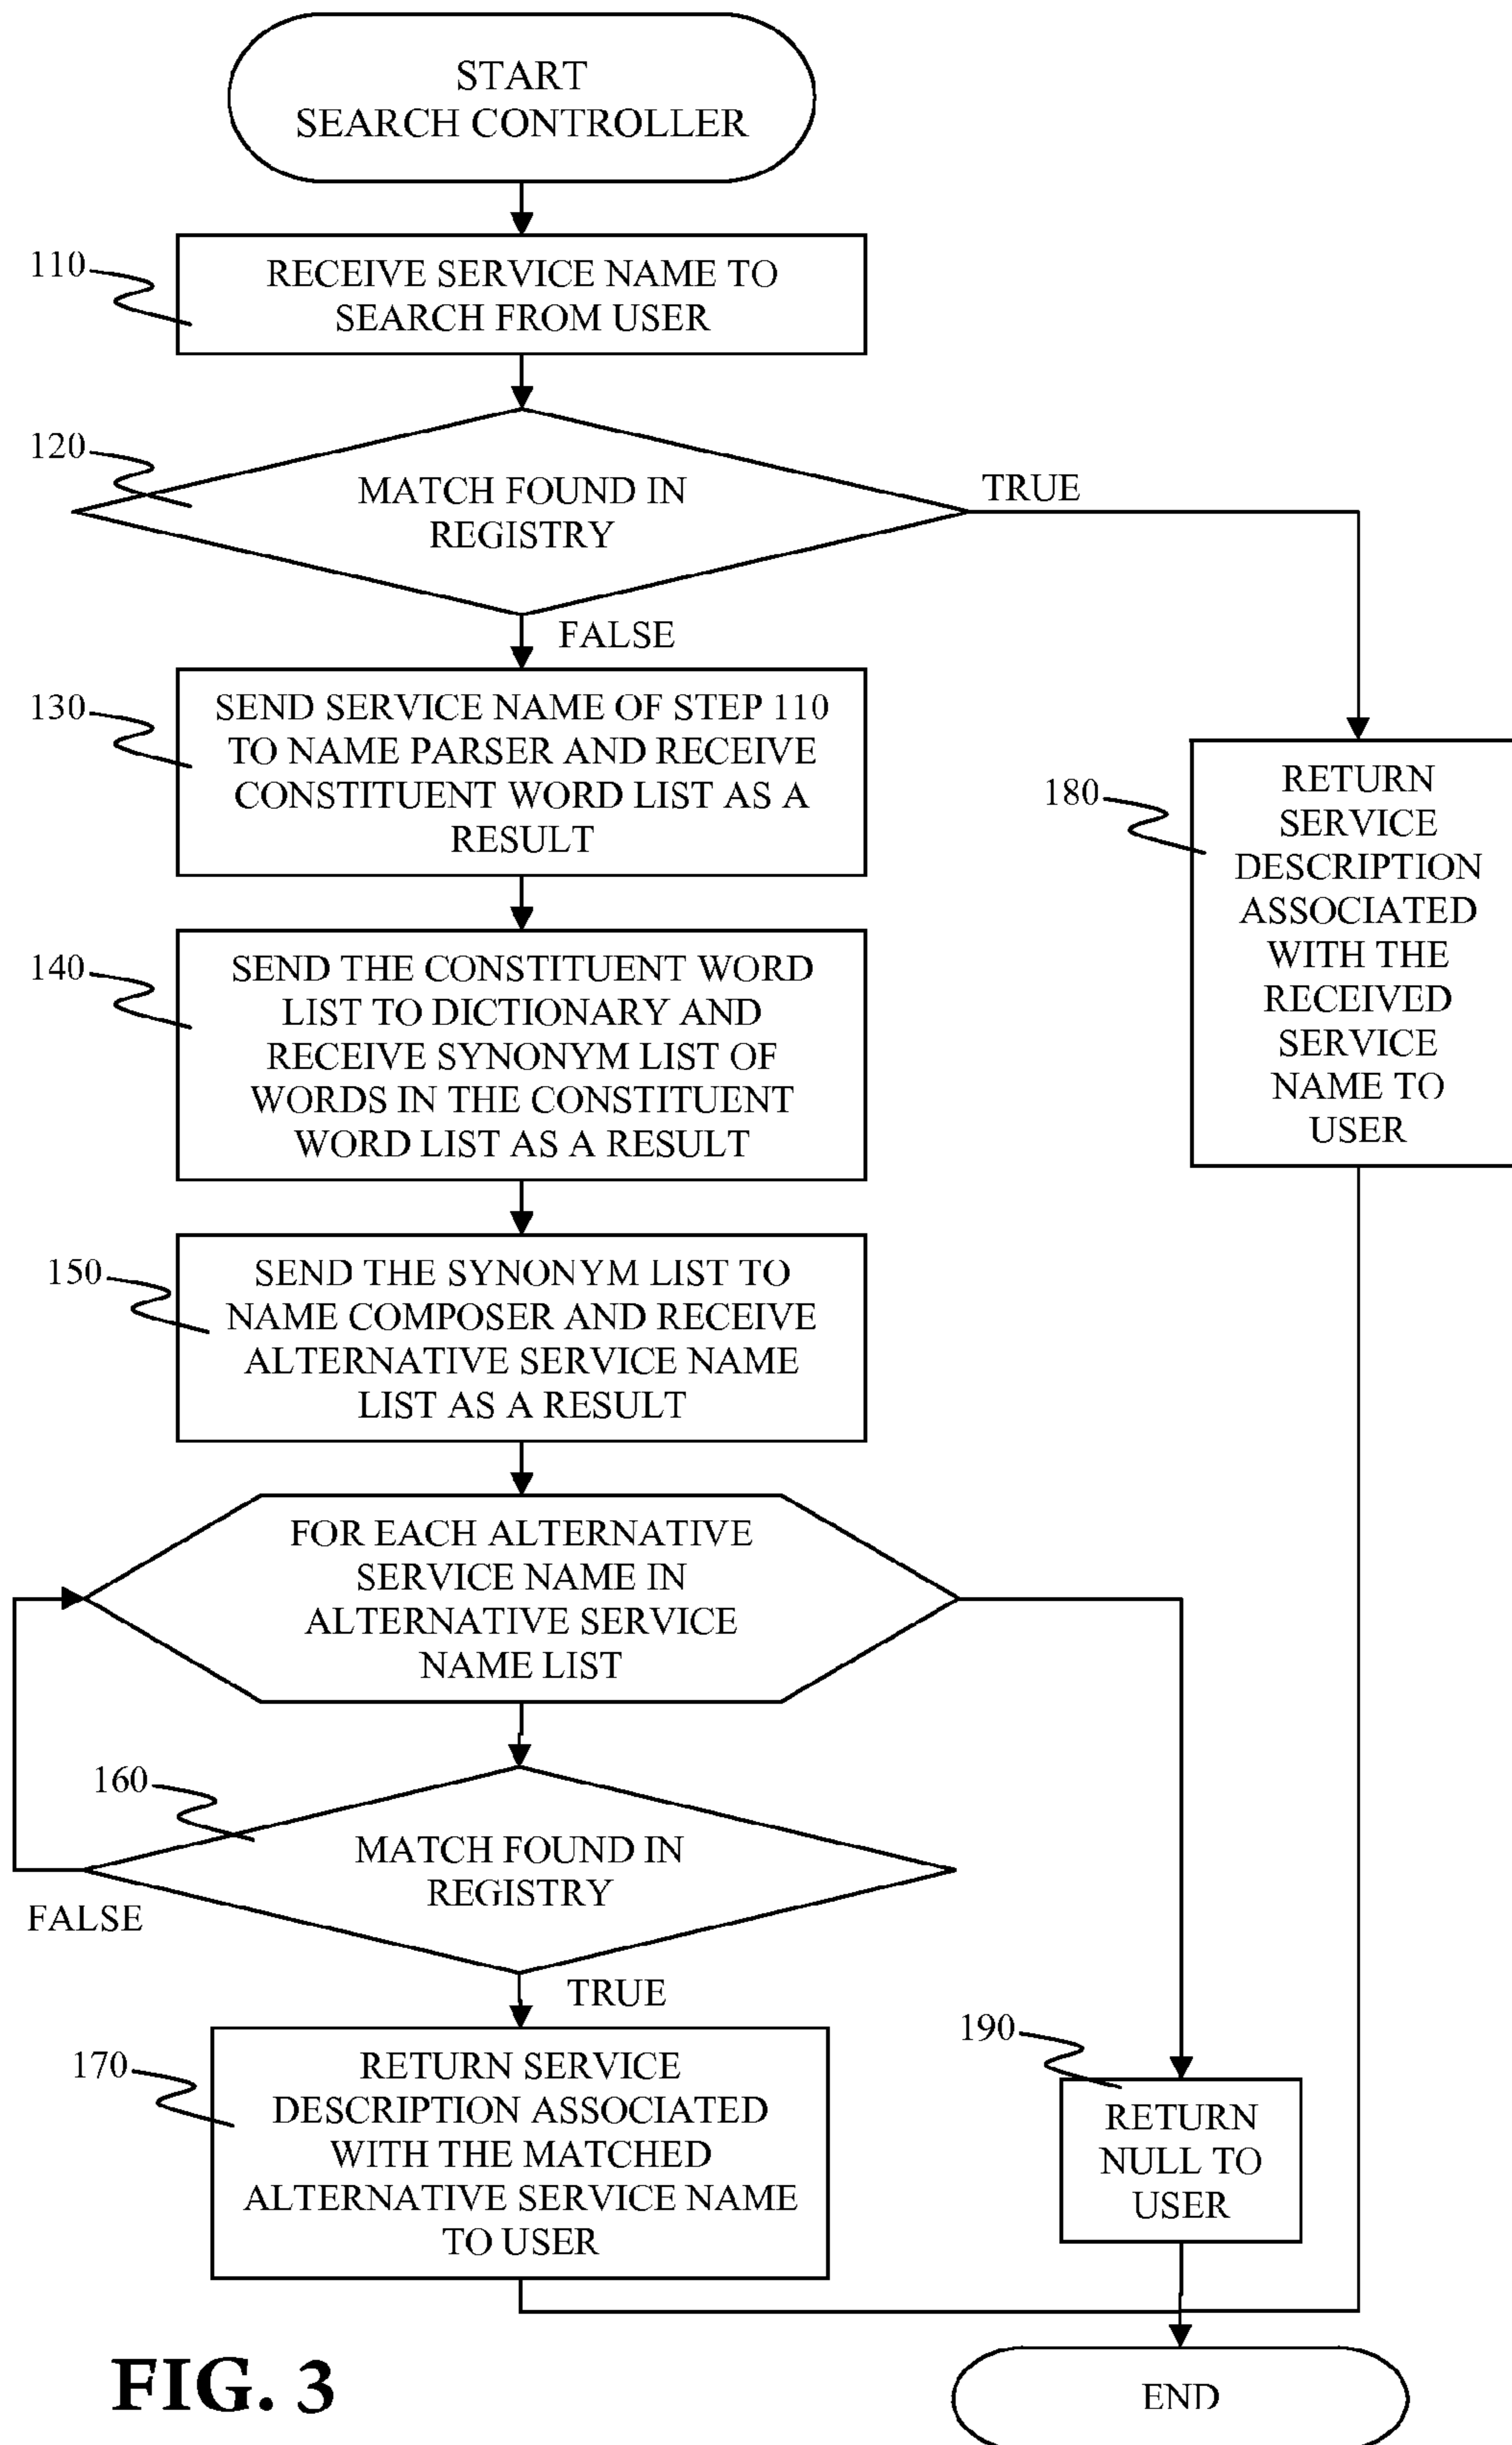 START
SEARCH CONTROLLER
110
RECEIVE SERVICE NAME TO
SEARCH FROM USER
120
MATCH FOUND IN
REGISTRY
TRUE
FALSE
130
SEND SERVICE NAME OF STEP 110
TO NAME PARSER AND RECEIVE
CONSTITUENT WORD LIST AS A
RESULT
180
RETURN
SERVICE
DESCRIPTION
ASSOCIATED
WITH THE
RECEIVED
SERVICE
NAME TO
USER
140
SEND THE CONSTITUENT WORD
LIST TO DICTIONARY AND
RECEIVE SYNONYM LIST OF
WORDS IN THE CONSTITUENT
WORD LIST AS A RESULT
150
SEND THE SYNONYM LIST TO
NAME COMPOSER AND RECEIVE
ALTERNATIVE SERVICE NAME
LIST AS A RESULT
FOR EACH ALTERNATIVE
SERVICE NAME IN
ALTERNATIVE SERVICE
NAME LIST
160
MATCH FOUND IN
REGISTRY
FALSE
TRUE
170
RETURN SERVICE
DESCRIPTION ASSOCIATED
WITH THE MATCHED
ALTERNATIVE SERVICE NAME
TO USER
190
RETURN
NULL TO
USER
END
FIG. 3